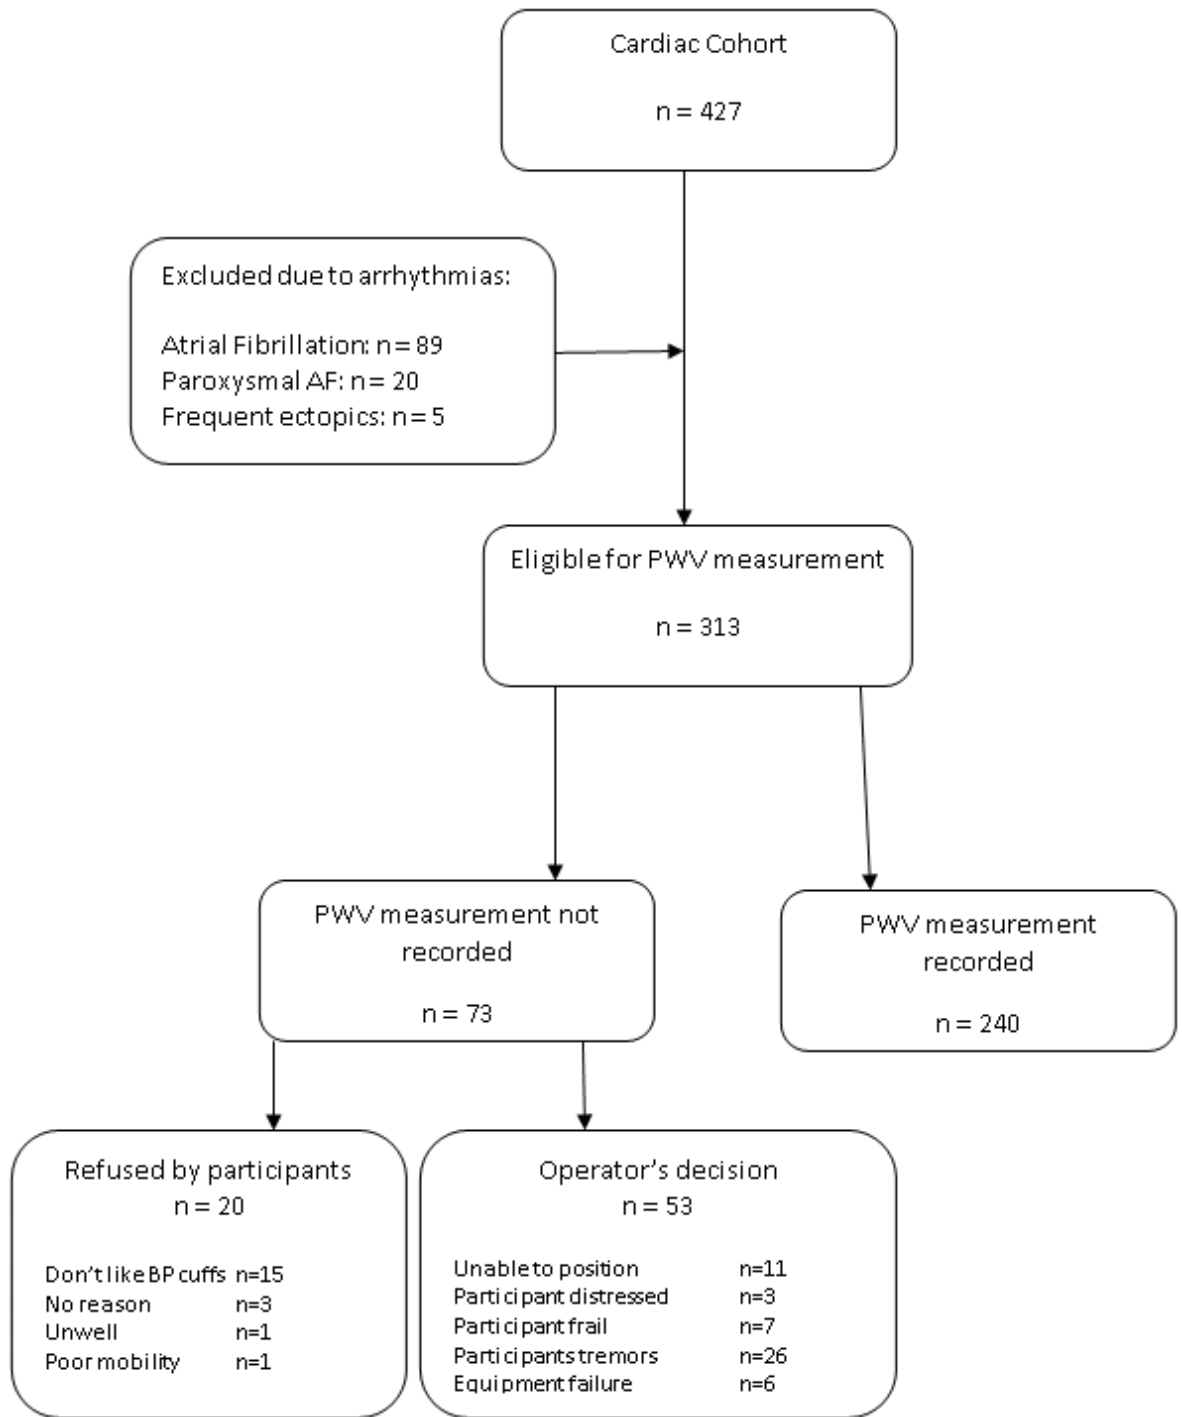 Cardiac Cohort
n = 427
Excluded due to arrhythmias:
Atrial Fibrillation: n = 89
Paroxysmal AF: n = 20
Frequent ectopics: n = 5
Eligible for PWV measurement
n = 313
PWV measurement not
recorded
n = 73
PWV measurement
recorded
n = 240
Refused by participants
n = 20
Don't like BP cuffs n=15
No reason n=3
Unwell n=1
Poor mobility n=1
Operator's decision
n = 53
Unable to position n=11
Participant distressed n=3
Participant frail n=7
Participants tremors n=26
Equipment failure n=6